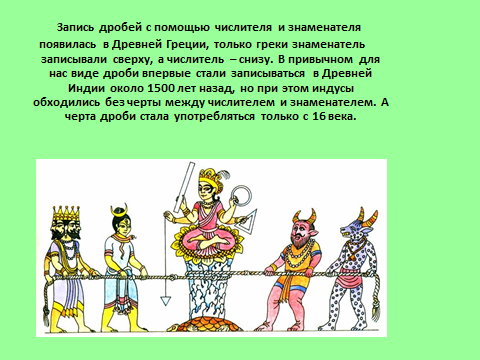 Запись дробей с помощью числителя и знаменателя
появилась в Древней Греции, только греки знаменатель
записывали сверху, а числитель – снизу. В привычном для
нас виде дроби впервые стали записываться в Древней
Индии около 1500 лет назад, но при этом индусы
обходились без черты между числителем и знаменателем. А
черта дроби стала употребляться только с 16 века.